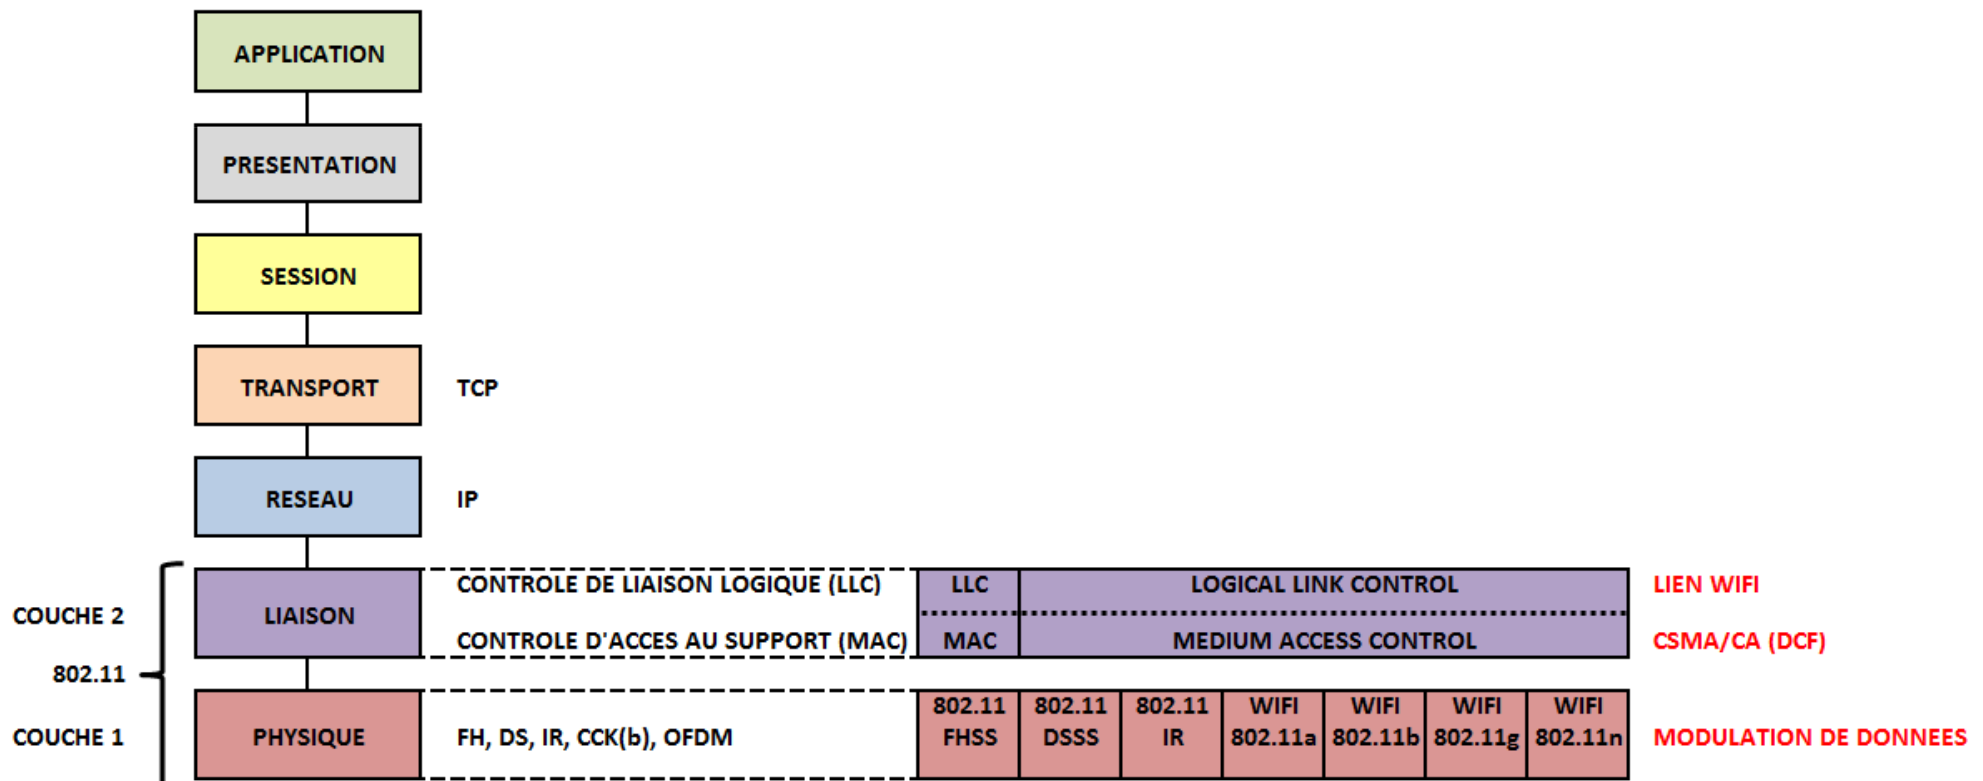 APPLICATION
PRESENTATION
SESSION
TRANSPORT TCP
RESEAU IP
COUCHE 2
802.11
COUCHE 1
LIAISON
CONTROLE DE LIAISON LOGIQUE (LLC) LLC LOGICAL LINK CONTROL LIEN WIFI
CONTROLE D'ACCES AU SUPPORT (MAC) MAC MEDIUM ACCESS CONTROL CSMA/CA (DCF)
PHYSIQUE FH, DS, IR, CCK(b), OFDM
802.11 FHSS
802.11 DSSS
802.11 IR
WIFI 802.11a
WIFI 802.11b
WIFI 802.11g
WIFI 802.11n
MODULATION DE DONNEES